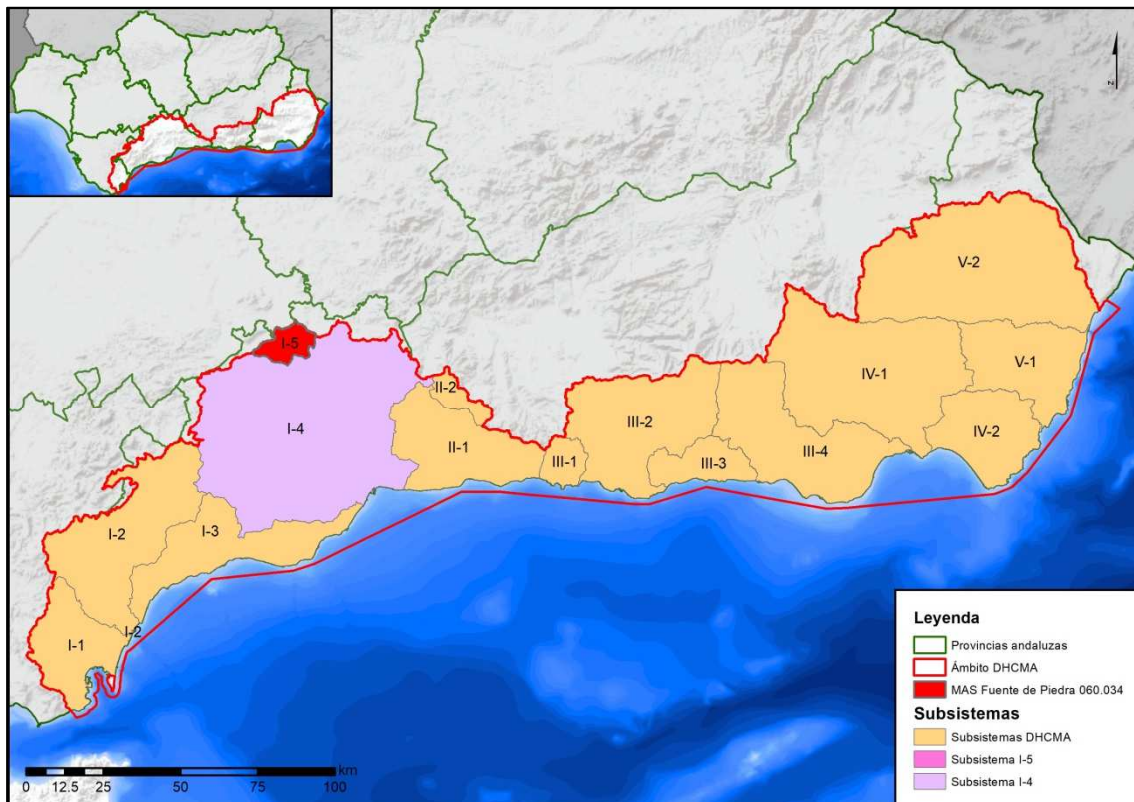 N
V-2
I-5
IV-1
V-1
II-2
I-4
III-2
II-1
III-1
III-3
III-4
IV-2
I-2
I-3
I-1
I-2
km
0 12.5 25 50 75 100
Leyenda
Provincias andaluzas
Ámbito DHCMA
MAS Fuente de Piedra 060.034
Subsistemas
Subsistemas DHCMA
Subsistema I-5
Subsistema I-4